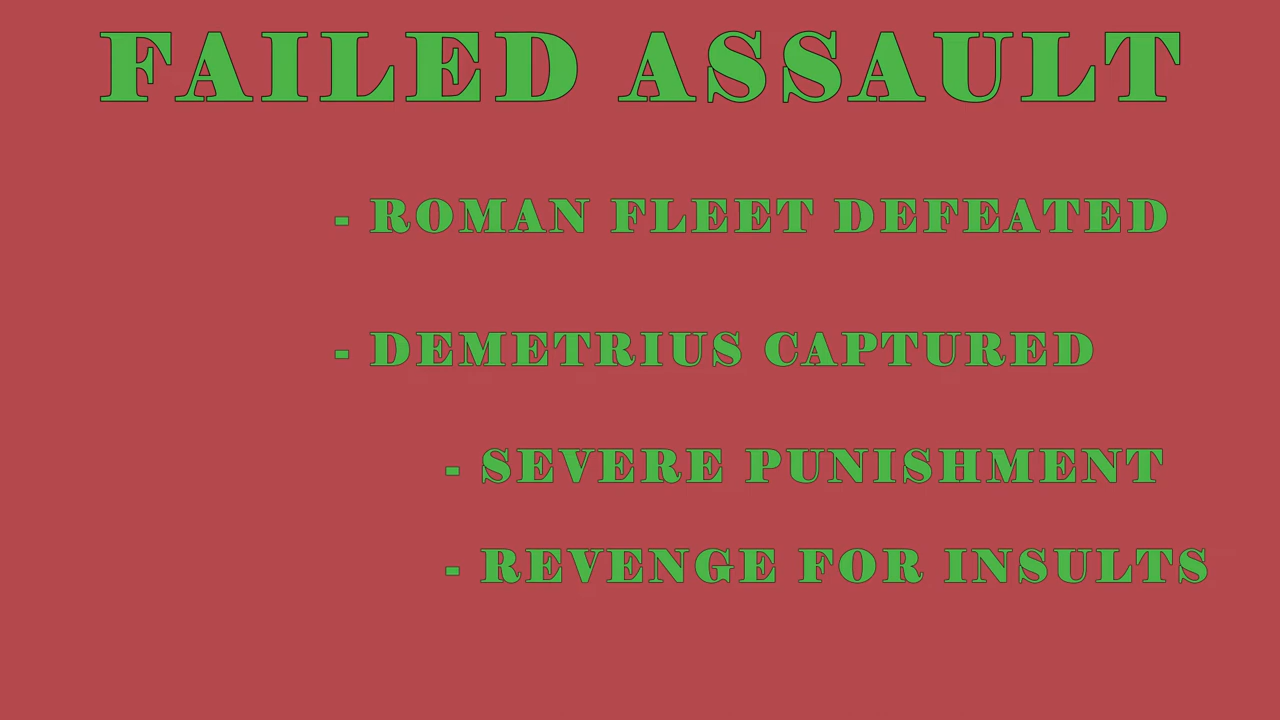 FAILED ASSAULT
- ROMAN FLEET DEFEATED
- DEMETRIUS CAPTURED
- SEVERE PUNISHMENT
- REVENGE FOR INSULTS